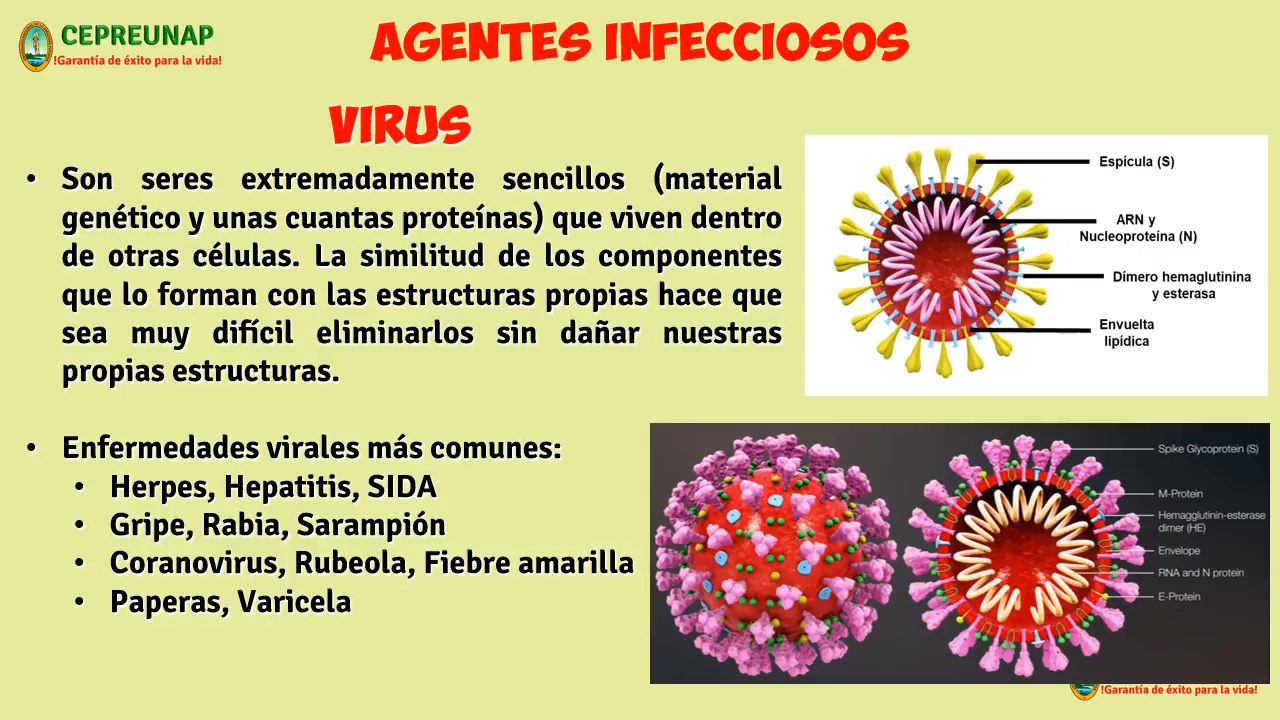 CEPREUNAP
!Garantía de éxito para la vida!
AGENTES INFECCIOSOS
VIRUS
• Son seres extremadamente sencillos (material
genético y unas cuantas proteínas) que viven dentro
de otras células. La similitud de los componentes
que lo forman con las estructuras propias hace que
sea muy difícil eliminarlos sin dañar nuestras
propias estructuras.
• Enfermedades virales más comunes:
• Herpes, Hepatitis, SIDA
• Gripe, Rabia, Sarampión
• Coranovirus, Rubeola, Fiebre amarilla
• Paperas, Varicela
Espícula (S)
ARN y
Nucleoproteína (N)
Dímero hemaglutinina
y esterasa
Envuelta
lipídica
Spike Glycoprotein (S)
M-Protein
Hemagglutinin-esterase
dimer (HE)
Envelope
RNA and N protein
E-Protein
!Garantía de éxito para la vida!